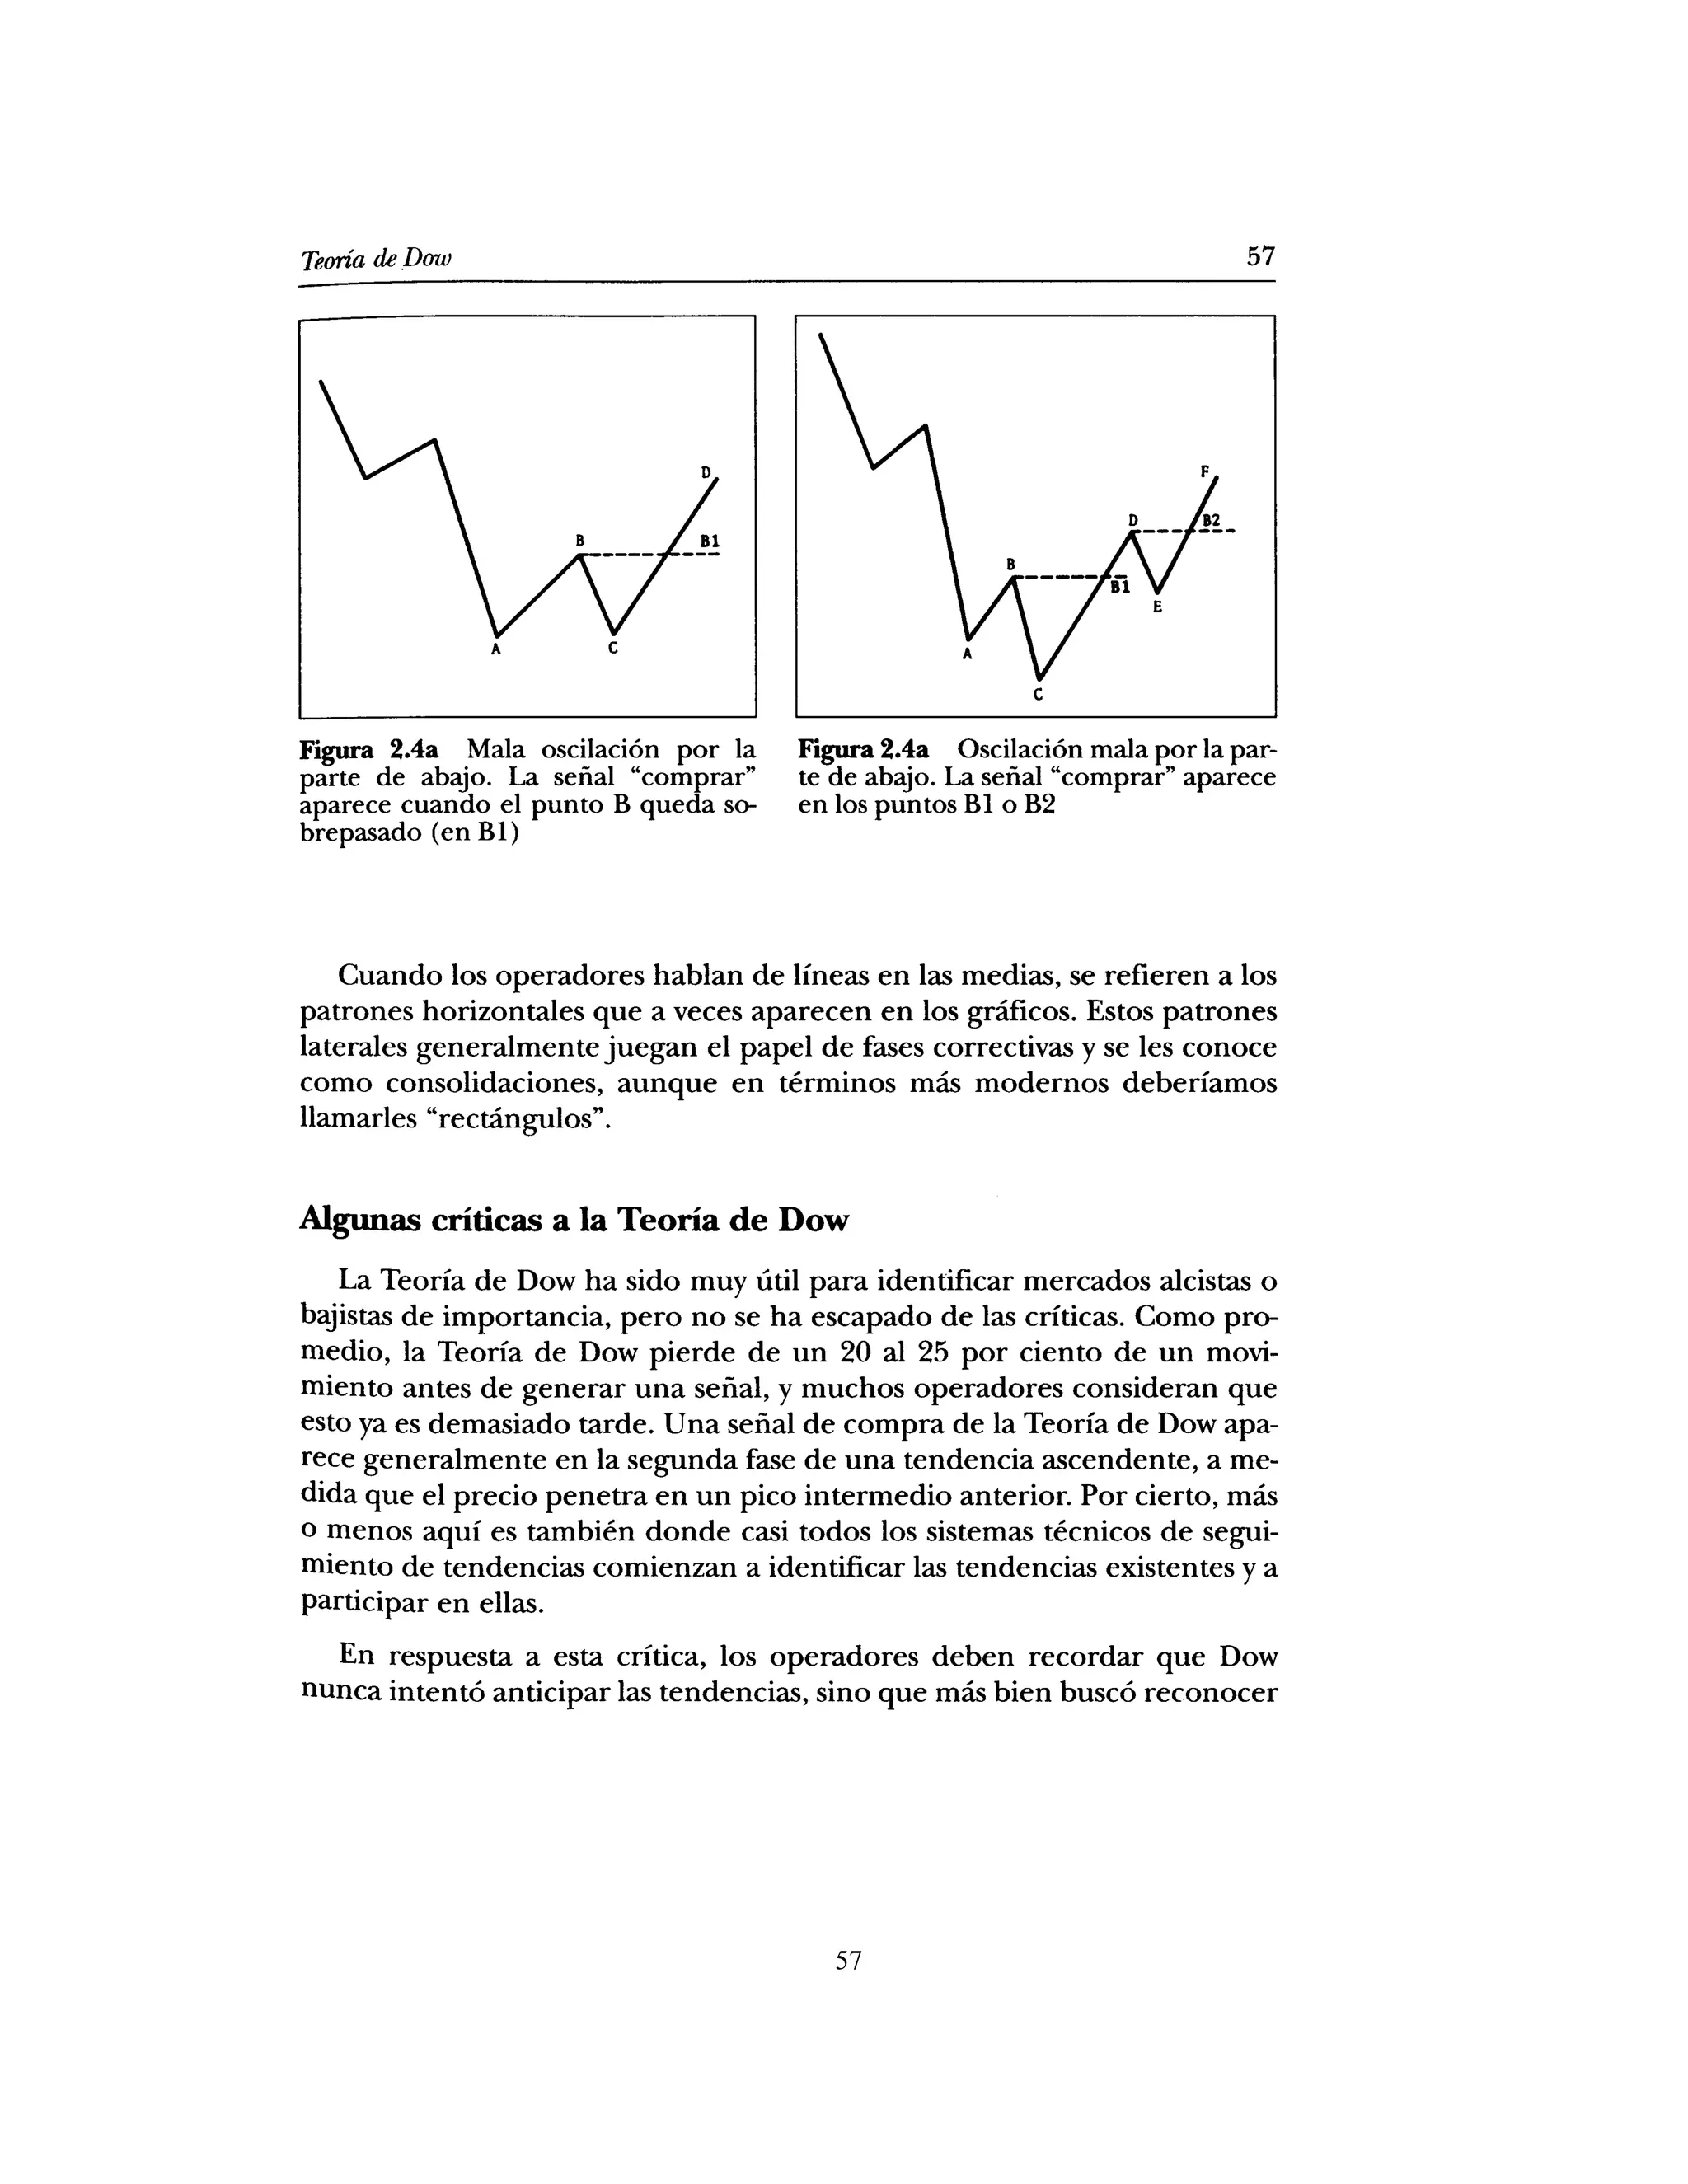 Teoría de Dow 57
D
B
B1
A
C
F
D
B2
B
B1
E
A
C
Figura 2.4a Mala oscilación por la
parte de abajo. La señal “comprar”
aparece cuando el punto B queda so-
brepasado (en B1)
Figura 2.4a Oscilación mala por la par-
te de abajo. La señal “comprar” aparece
en los puntos B1 o B2
Cuando los operadores hablan de líneas en las medias, se refieren a los
patrones horizontales que a veces aparecen en los gráficos. Estos patrones
laterales generalmente juegan el papel de fases correctivas y se les conoce
como consolidaciones, aunque en términos más modernos deberíamos
llamarles “rectángulos”.
Algunas críticas a la Teoría de Dow
La Teoría de Dow ha sido muy útil para identificar mercados alcistas o
bajistas de importancia, pero no se ha escapado de las críticas. Como pro-
medio, la Teoría de Dow pierde de un 20 al 25 por ciento de un movi-
miento antes de generar una señal, y muchos operadores consideran que
esto ya es demasiado tarde. Una señal de compra de la Teoría de Dow apa-
rece generalmente en la segunda fase de una tendencia ascendente, a me-
dida que el precio penetra en un pico intermedio anterior. Por cierto, más
o menos aquí es también donde casi todos los sistemas técnicos de segui-
miento de tendencias comienzan a identificar las tendencias existentes y a
participar en ellas.
En respuesta a esta crítica, los operadores deben recordar que Dow
nunca intentó anticipar las tendencias, sino que más bien buscó reconocer
57